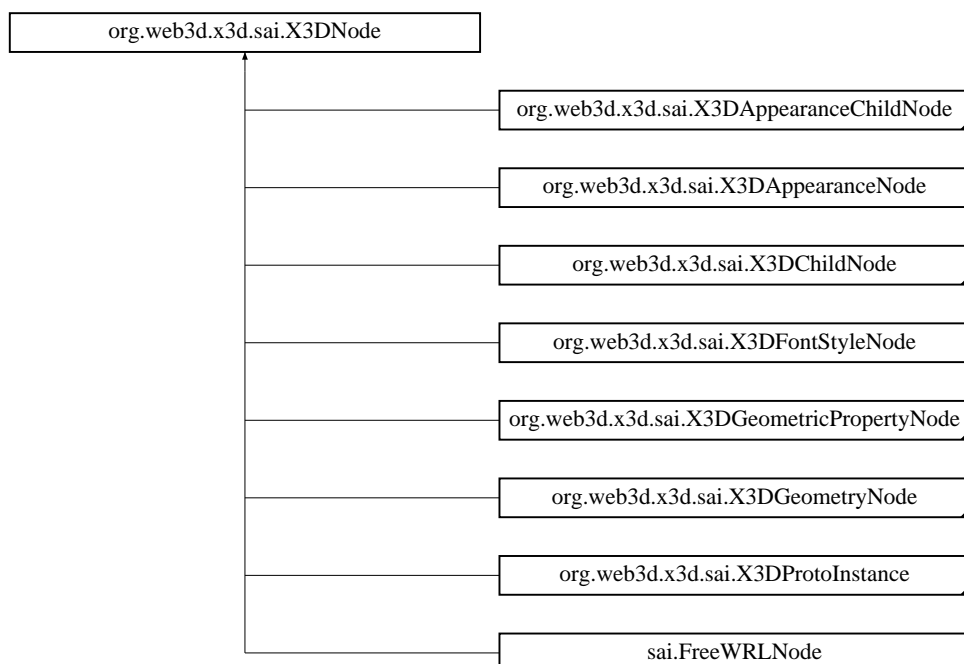 org.web3d.x3d.sai.X3DNode
org.web3d.x3d.sai.X3DAppearanceChildNode
org.web3d.x3d.sai.X3DAppearanceNode
org.web3d.x3d.sai.X3DChildNode
org.web3d.x3d.sai.X3DFontStyleNode
org.web3d.x3d.sai.X3DGeometricPropertyNode
org.web3d.x3d.sai.X3DGeometryNode
org.web3d.x3d.sai.X3DProtoInstance
sai.FreeWRLNode